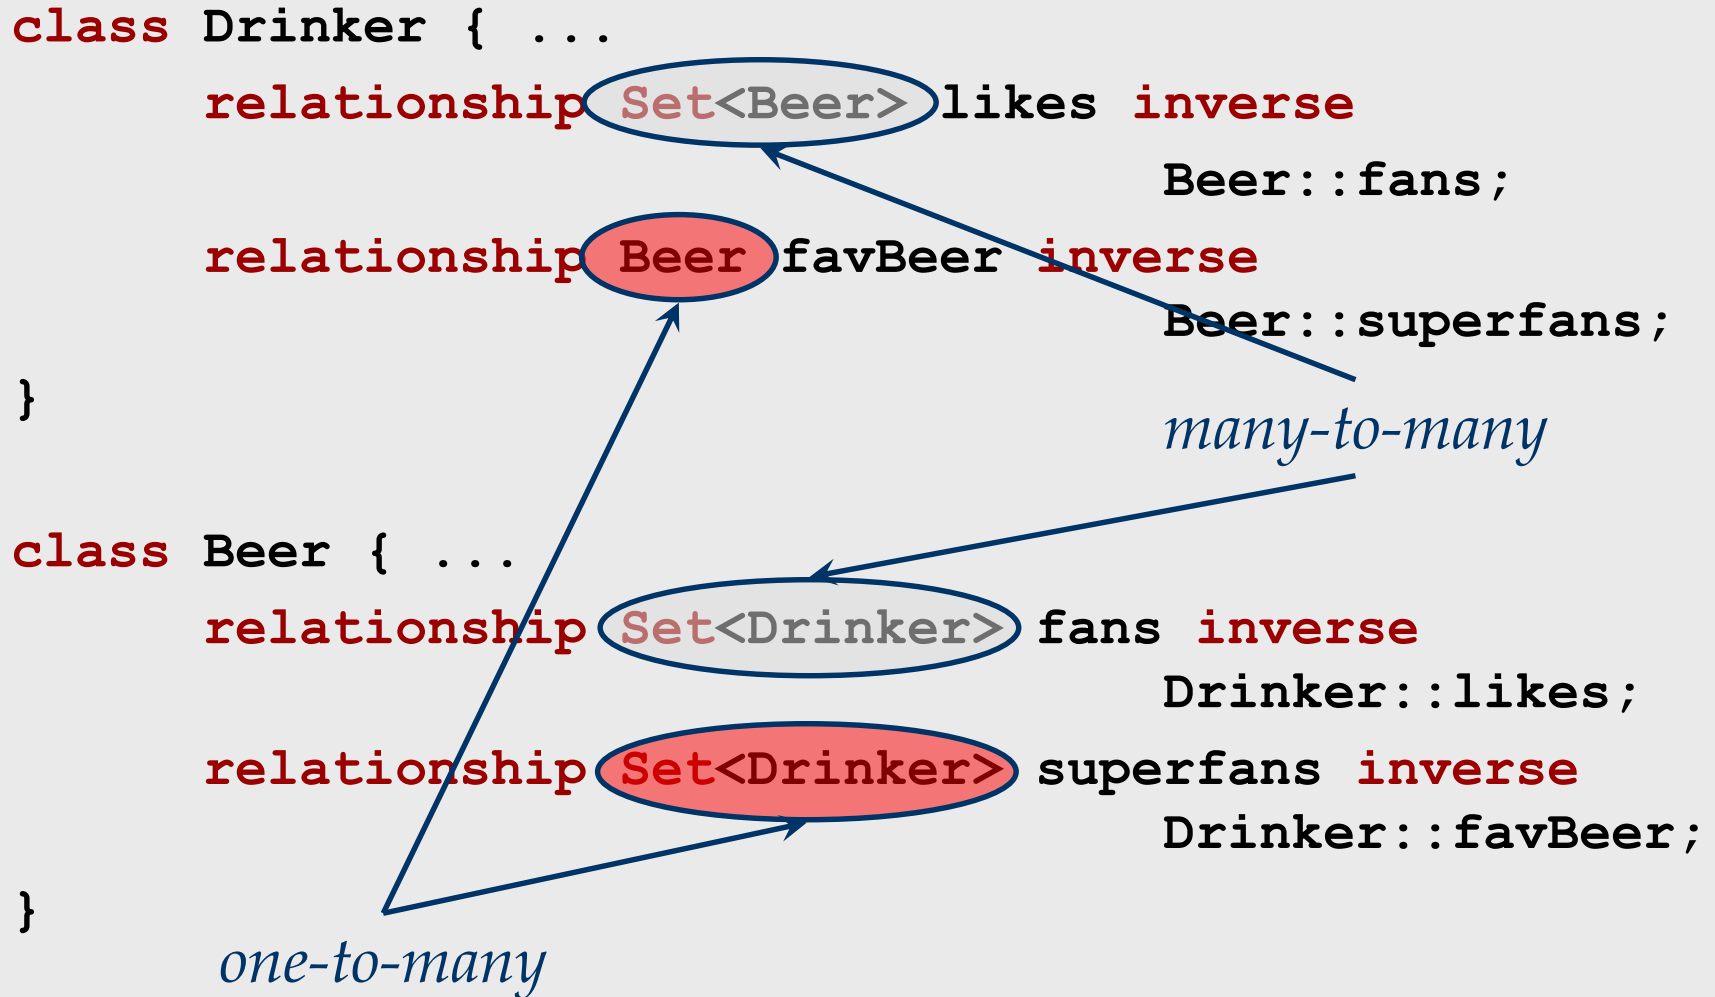 class Drinker { ...
relationship Set<Beer> likes inverse
Beer::fans;
relationship Beer favBeer inverse
Beer::superfans;
}
many-to-many
class Beer { ...
relationship Set<Drinker> fans inverse
Drinker::likes;
relationship Set<Drinker> superfans inverse
Drinker::favBeer;
}
one-to-many